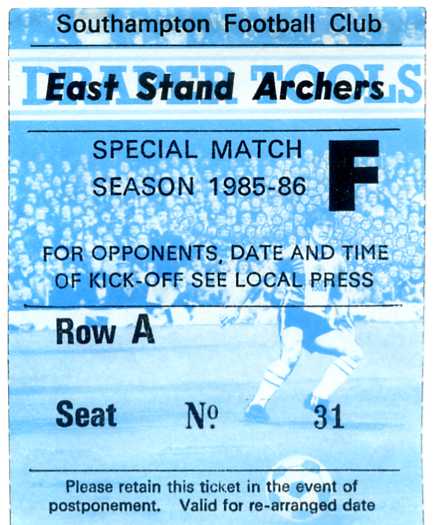 Southampton Football Club
DRAPER TOOLS
East Stand Archers
SPECIAL MATCH
F
SEASON 1985-86
FOR OPPONENTS, DATE AND TIME
OF KICK-OFF SEE LOCAL PRESS
Row A
Seat Nº 31
Please retain this ticket in the event of
postponement. Valid for re-arranged date